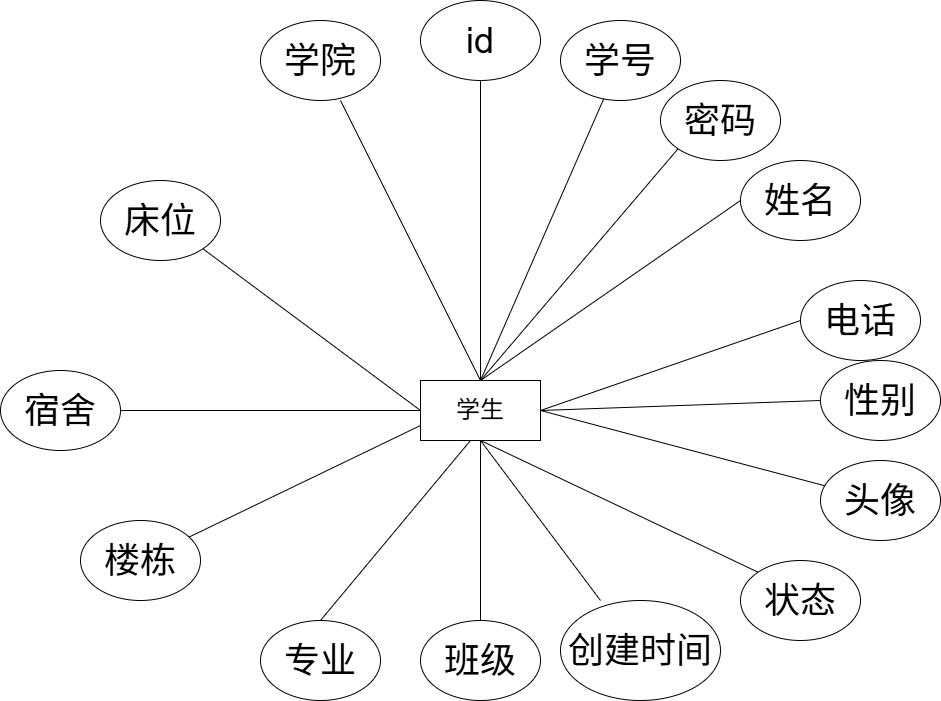 id
学院
学号
密码
姓名
床位
电话
性别
宿舍
学生
头像
楼栋
状态
专业
班级
创建时间